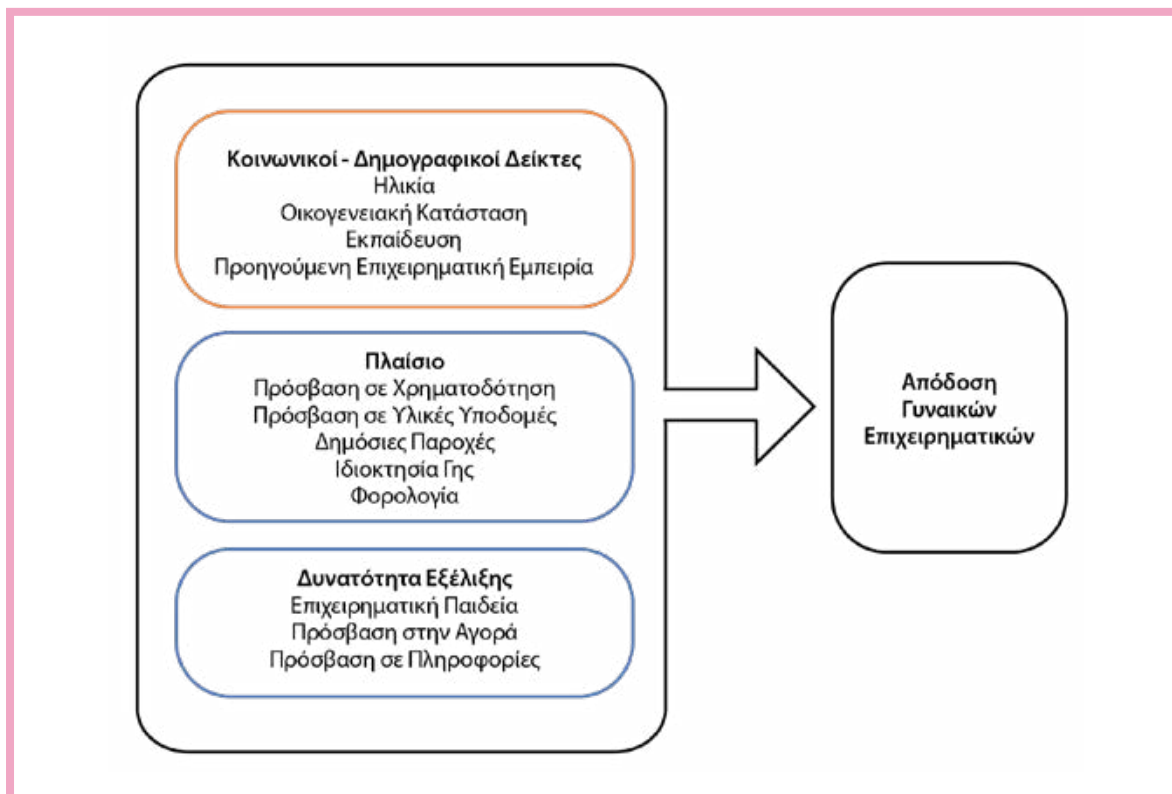 Κοινωνικοί - Δημογραφικοί Δείκτες
Ηλικία
Οικογενειακή Κατάσταση
Εκπαίδευση
Προηγούμενη Επιχειρηματική Εμπειρία
Πλαίσιο
Πρόσβαση σε Χρηματοδότηση
Πρόσβαση σε Υλικές Υποδομές
Δημόσιες Παροχές
Ιδιοκτησία Γης
Φορολογία
Δυνατότητα Εξέλιξης
Επιχειρηματική Παιδεία
Πρόσβαση στην Αγορά
Πρόσβαση σε Πληροφορίες
Απόδοση
Γυναικών
Επιχειρηματικών